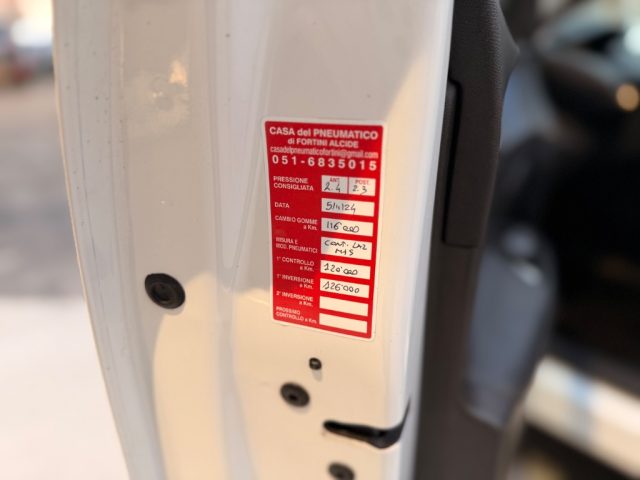 CASA del PNEUMATICO
di FORTINI ALCIDE
casadelpneumaticofortini@gmail.com
051-6835015
PRESSIONE CONSIGLIATA ANT. 2.4 POST. 2.3
DATA 5/4/24
CAMBIO GOMME a Km. 116'000
MISURA E MOD. PNEUMATICI CONTI. 
M+S
1° CONTROLLO a Km. 120'000
1° INVERSIONE a Km. 126'000
2° INVERSIONE a Km.
PROSSIMO CONTROLLO a Km.